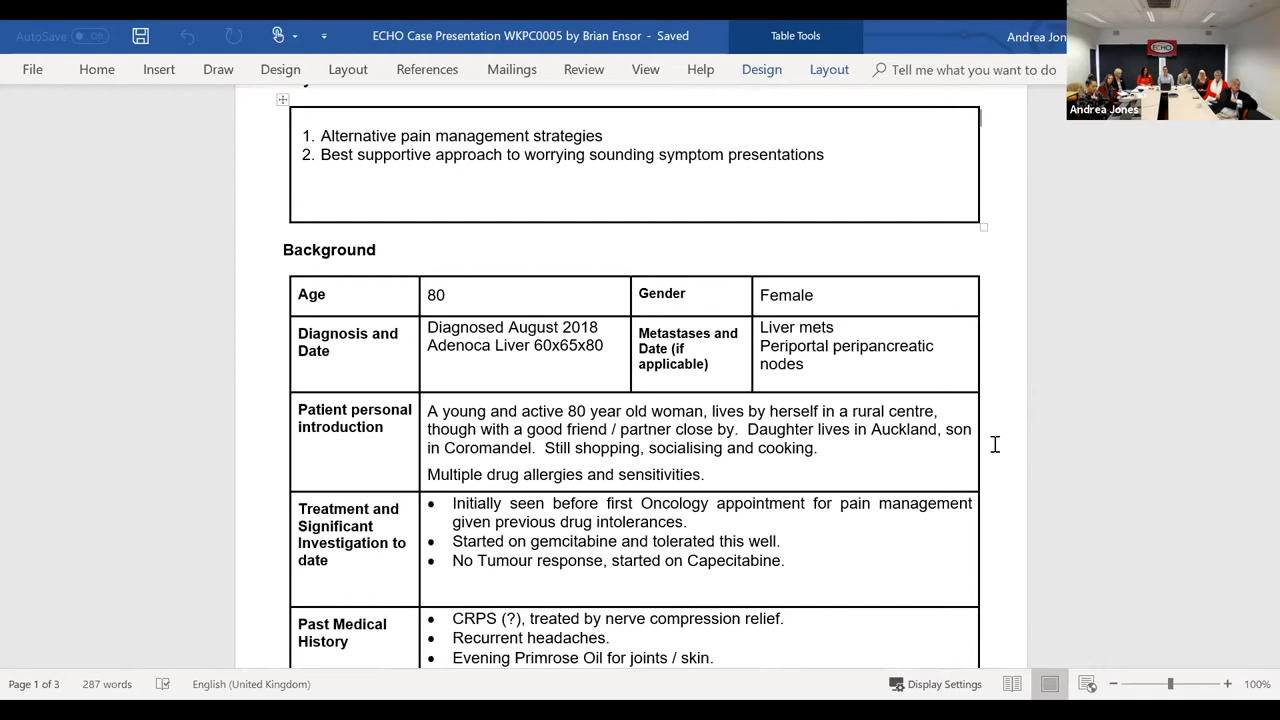 AutoSave Off
ECHO Case Presentation WKPC0005 by Brian Ensor - Saved
Table Tools
Andrea Jon
File Home Insert Draw Design Layout References Mailings Review View Help Design Layout Tell me what you want to do
ECHO
Andrea Jones
1. Alternative pain management strategies
2. Best supportive approach to worrying sounding symptom presentations
Background
Age 80 Gender Female
Diagnosis and Date
Diagnosed August 2018
Adenoca Liver 60x65x80
Metastases and
Date (if
applicable)
Liver mets
Periportal peripancreatic
nodes
Patient personal
introduction
A young and active 80 year old woman, lives by herself in a rural centre,
though with a good friend / partner close by. Daughter lives in Auckland, son
in Coromandel. Still shopping, socialising and cooking.
Multiple drug allergies and sensitivities.
Treatment and
Significant
Investigation to
date
• Initially seen before first Oncology appointment for pain management
given previous drug intolerances.
• Started on gemcitabine and tolerated this well.
• No Tumour response, started on Capecitabine.
Past Medical
History
• CRPS (?), treated by nerve compression relief.
• Recurrent headaches.
• Evening Primrose Oil for joints / skin.
Page 1 of 3 287 words English (United Kingdom) Display Settings 100%